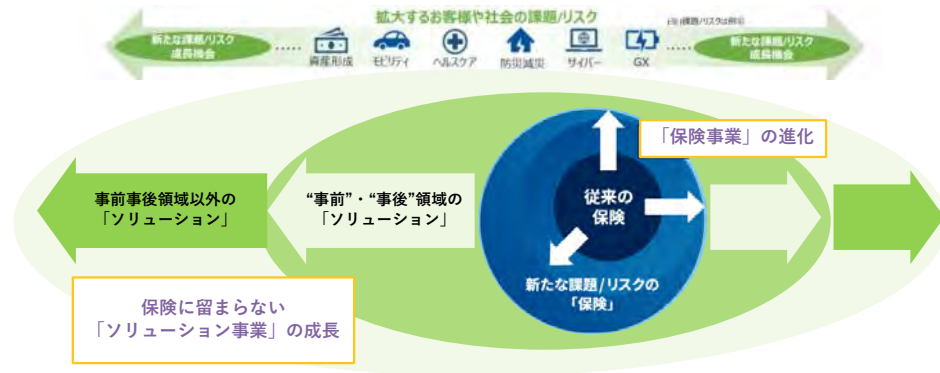 拡大するお客様や社会の課題/リスク
新たな課題/リスク
成長機会
資産形成
モビリティ
ヘルスケア
防災減災
サイバー
GX
新たな課題/リスク
成長機会
「保険事業」の進化
事前事後領域以外の
「ソリューション」
“事前”・“事後”領域の
「ソリューション」
従来の
保険
新たな課題/リスクの
「保険」
保険に留まらない
「ソリューション事業」の成長